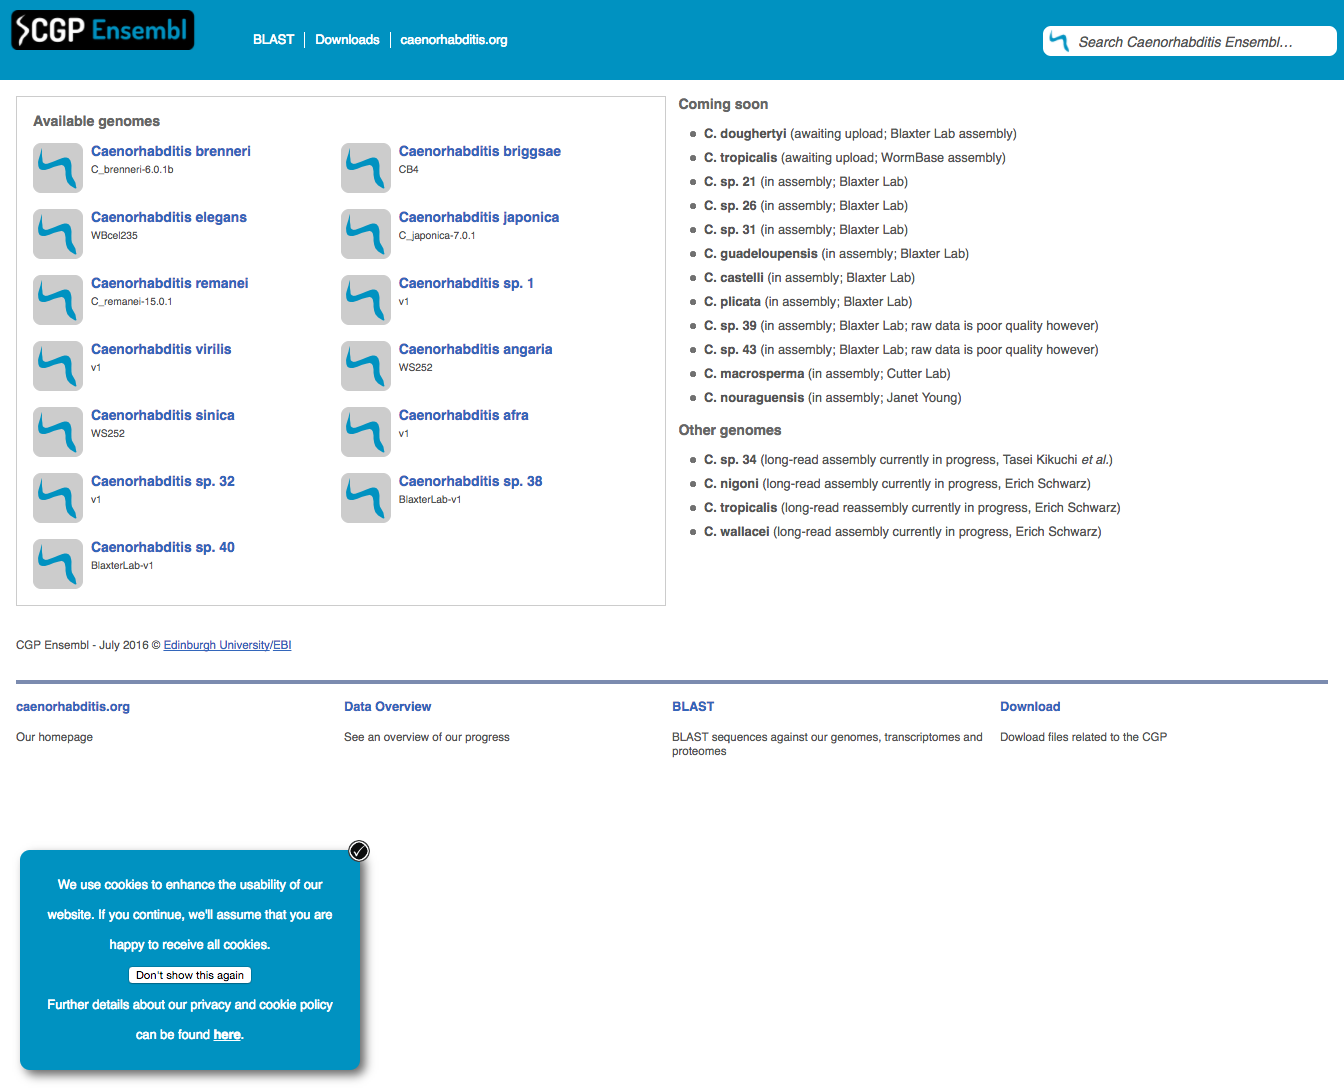 CGP Ensembl
BLAST
Downloads
caenorhabditis.org
Search Caenorhabditis Ensembl...
Available genomes
Caenorhabditis brenneri
C_brenneri-6.0.1b
Caenorhabditis briggsae
CB4
Caenorhabditis elegans
WBcel235
Caenorhabditis japonica
C_japonica-7.0.1
Caenorhabditis remanei
C_remanei-15.0.1
Caenorhabditis sp. 1
v1
Caenorhabditis virilis
v1
Caenorhabditis angaria
WS252
Caenorhabditis sinica
WS252
Caenorhabditis afra
v1
Caenorhabditis sp. 32
v1
Caenorhabditis sp. 38
BlaxterLab-v1
Caenorhabditis sp. 40
BlaxterLab-v1
Coming soon
C. doughertyi (awaiting upload; Blaxter Lab assembly)
C. tropicalis (awaiting upload; WormBase assembly)
C. sp. 21 (in assembly; Blaxter Lab)
C. sp. 26 (in assembly; Blaxter Lab)
C. sp. 31 (in assembly; Blaxter Lab)
C. guadeloupensis (in assembly; Blaxter Lab)
C. castelli (in assembly; Blaxter Lab)
C. plicata (in assembly; Blaxter Lab)
C. sp. 39 (in assembly; Blaxter Lab; raw data is poor quality however)
C. sp. 43 (in assembly; Blaxter Lab; raw data is poor quality however)
C. macrosperma (in assembly; Cutter Lab)
C. nouraguensis (in assembly; Janet Young)
Other genomes
C. sp. 34 (long-read assembly currently in progress, Tasei Kikuchi et al.)
C. nigoni (long-read assembly currently in progress, Erich Schwarz)
C. tropicalis (long-read reassembly currently in progress, Erich Schwarz)
C. wallacei (long-read assembly currently in progress, Erich Schwarz)
CGP Ensembl - July 2016 © Edinburgh University/EBI
caenorhabditis.org
Our homepage
Data Overview
See an overview of our progress
BLAST
BLAST sequences against our genomes, transcriptomes and
proteomes
Download
Dowload files related to the CGP
We use cookies to enhance the usability of our
website. If you continue, we'll assume that you are
happy to receive all cookies.
Don't show this again
Further details about our privacy and cookie policy
can be found here.